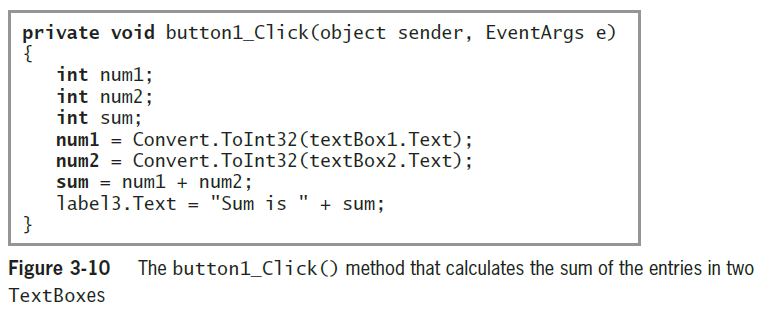 private void button1_Click(object sender, EventArgs e)
{
int num1;
int num2;
int sum;
num1 = Convert.ToInt32(textBox1.Text);
num2 = Convert.ToInt32(textBox2.Text);
sum = num1 + num2;
label3.Text = "Sum is " + sum;
}
Figure 3-10 The button1_Click() method that calculates the sum of the entries in two
TextBoxes